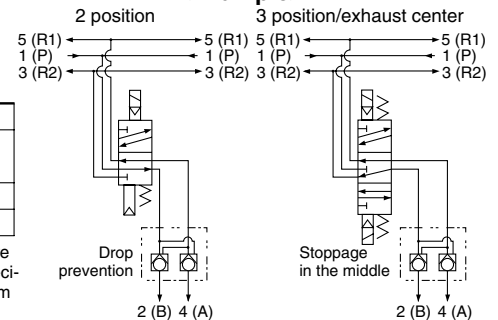 2 position
5 (R1)
1 (P)
3 (R2)
5 (R1)
1 (P)
3 (R2)
Drop
prevention
2 (B) 4 (A)
3 position/exhaust center
5 (R1)
1 (P)
3 (R2)
5 (R1)
1 (P)
3 (R2)
Stoppage
in the middle
2 (B) 4 (A)